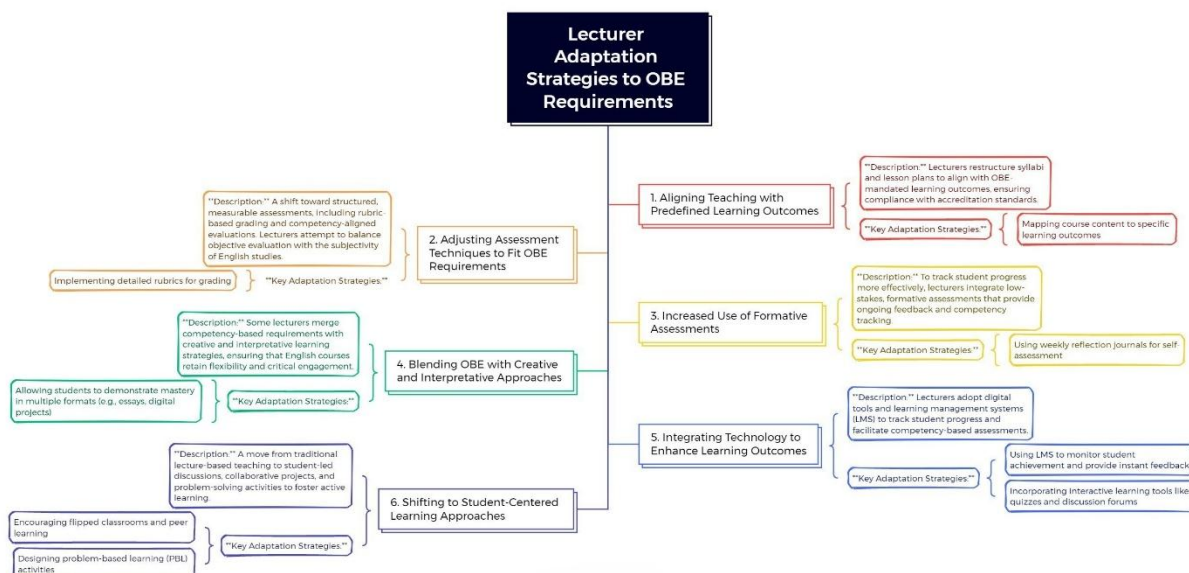 Lecturer
Adaptation
Strategies to OBE
Requirements
1. Aligning Teaching with
Predefined Learning Outcomes
**Description:** Lecturers restructure syllabi
and lesson plans to align with OBE-
mandated learning outcomes, ensuring
compliance with accreditation standards.
**Key Adaptation Strategies:**
Mapping course content to specific
learning outcomes
2. Adjusting Assessment
Techniques to Fit OBE
Requirements
**Description:** A shift toward structured,
measurable assessments, including rubric-
based grading and competency-aligned
evaluations. Lecturers attempt to balance
objective evaluation with the subjectivity
of English studies.
**Key Adaptation Strategies:**
Implementing detailed rubrics for grading
3. Increased Use of Formative
Assessments
**Description:** To track student progress
more effectively, lecturers integrate low-
stakes, formative assessments that provide
ongoing feedback and competency
tracking.
**Key Adaptation Strategies:**
Using weekly reflection journals for self-
assessment
4. Blending OBE with Creative
and Interpretative Approaches
**Description:** Some lecturers merge
competency-based requirements with
creative and interpretative learning
strategies, ensuring that English courses
retain flexibility and critical engagement.
**Key Adaptation Strategies:**
Allowing students to demonstrate mastery
in multiple formats (e.g., essays, digital
projects)
5. Integrating Technology to
Enhance Learning Outcomes
**Description:** Lecturers adopt digital
tools and learning management systems
(LMS) to track student progress and
facilitate competency-based assessments.
**Key Adaptation Strategies:**
Using LMS to monitor student
achievement and provide instant feedback
Incorporating interactive learning tools like
quizzes and discussion forums
6. Shifting to Student-Centered
Learning Approaches
**Description:** A move from traditional
lecture-based teaching to student-led
discussions, collaborative projects, and
problem-solving activities to foster active
learning.
**Key Adaptation Strategies:**
Encouraging flipped classrooms and peer
learning
Designing problem-based learning (PBL)
activities